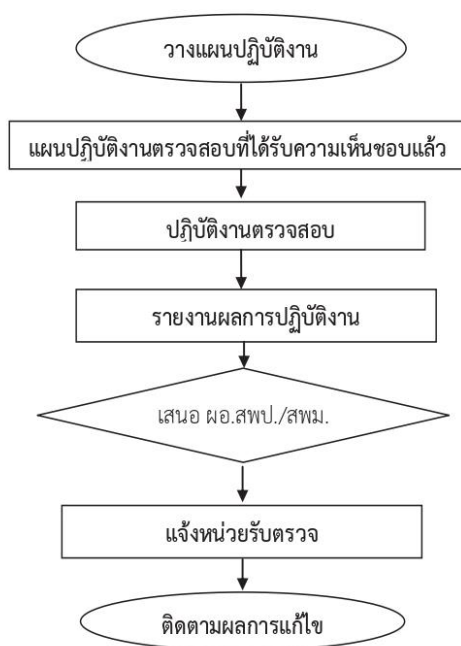 วางแผนปฏิบัติงาน
แผนปฏิบัติงานตรวจสอบที่ได้รับความเห็นชอบแล้ว
ปฏิบัติงานตรวจสอบ
รายงานผลการปฏิบัติงาน
เสนอ ผอ.สพป./สพม.
แจ้งหน่วยรับตรวจ
ติดตามผลการแก้ไข